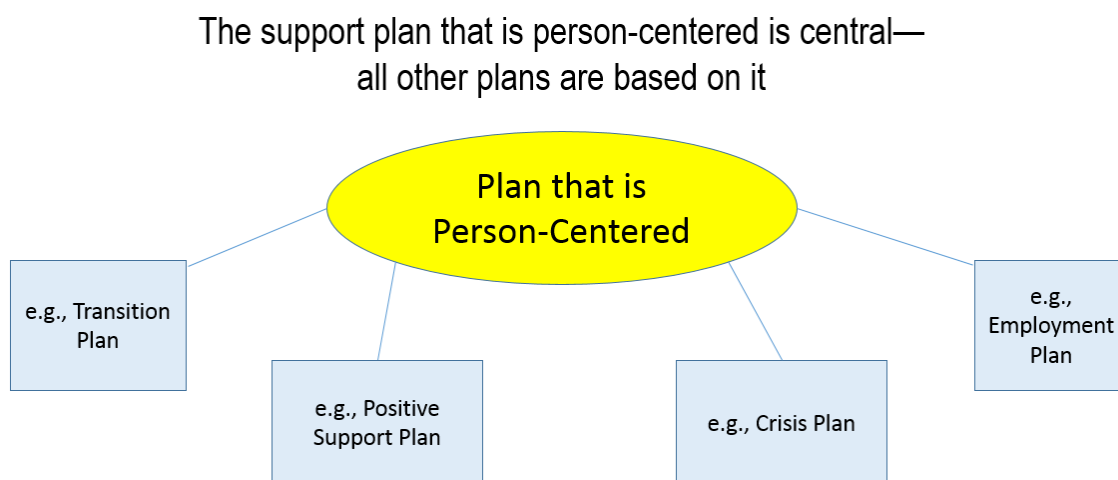 The support plan that is person-centered is central—
all other plans are based on it
Plan that is
Person-Centered
e.g., Transition
Plan
e.g., Positive
Support Plan
e.g., Crisis Plan
e.g.,
Employment
Plan